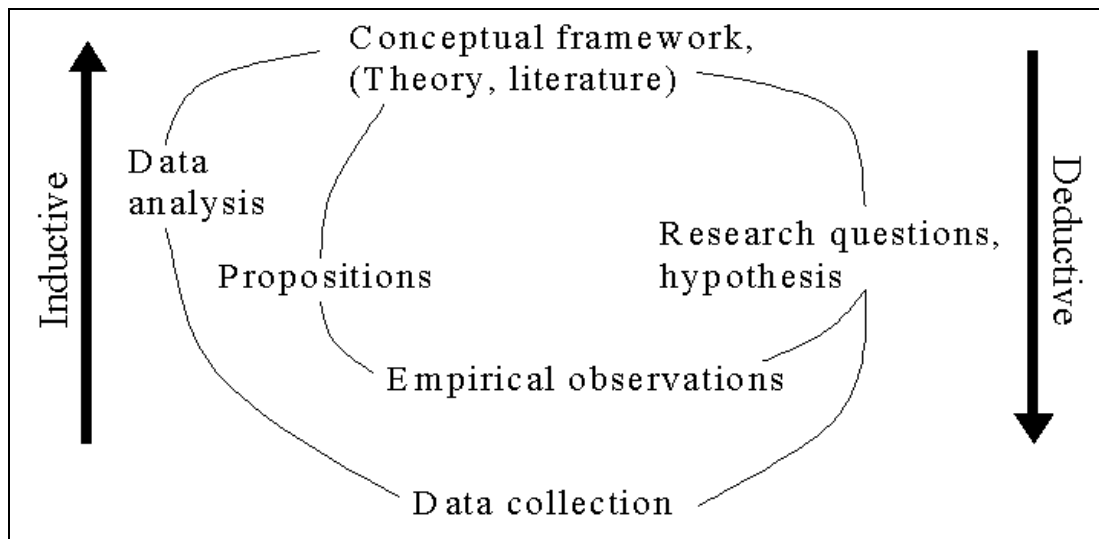 Conceptual framework,
(Theory, literature)
Data
analysis
Inductive
Deductive
Research questions,
hypothesis
Propositions
Empirical observations
Data collection